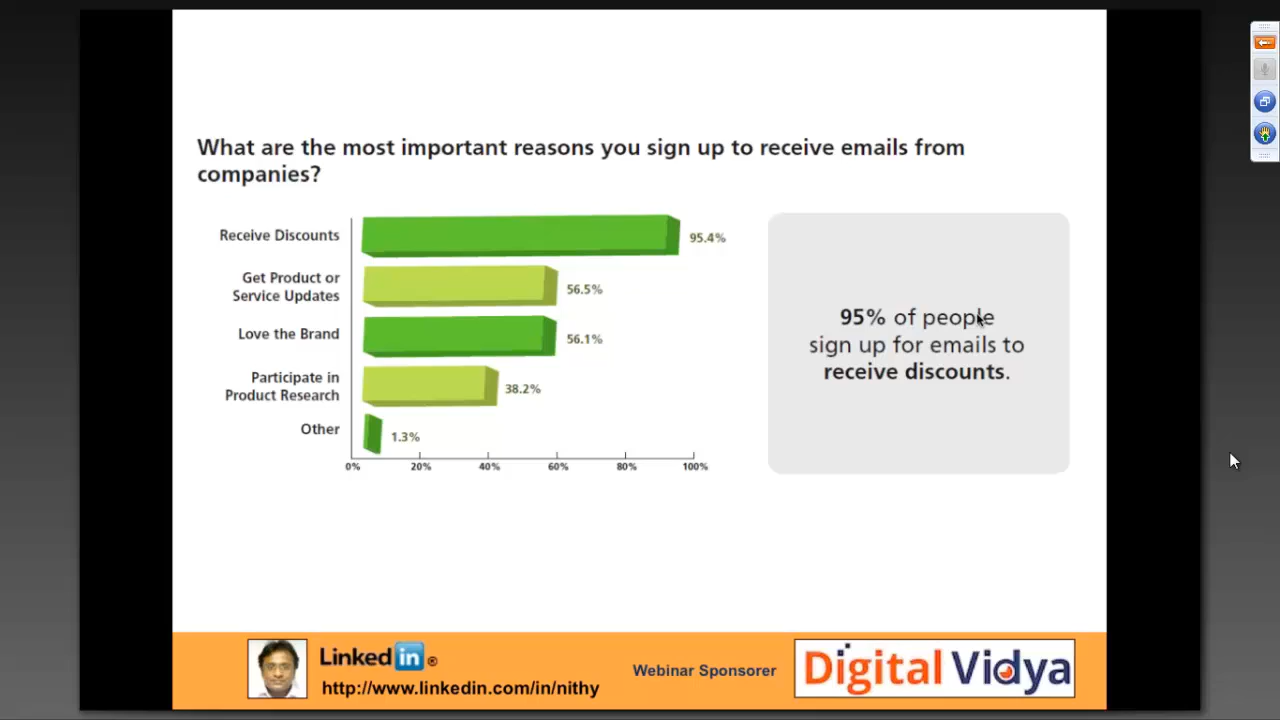 What are the most important reasons you sign up to receive emails from
companies?
Receive Discounts
95.4%
Get Product or
Service Updates
56.5%
Love the Brand
56.1%
Participate in
Product Research
38.2%
Other
1.3%
0% 20% 40% 60% 80% 100%
95% of people
sign up for emails to
receive discounts.
Linked in ®
http://www.linkedin.com/in/nithy
Webinar Sponsorer
Digital Vidya